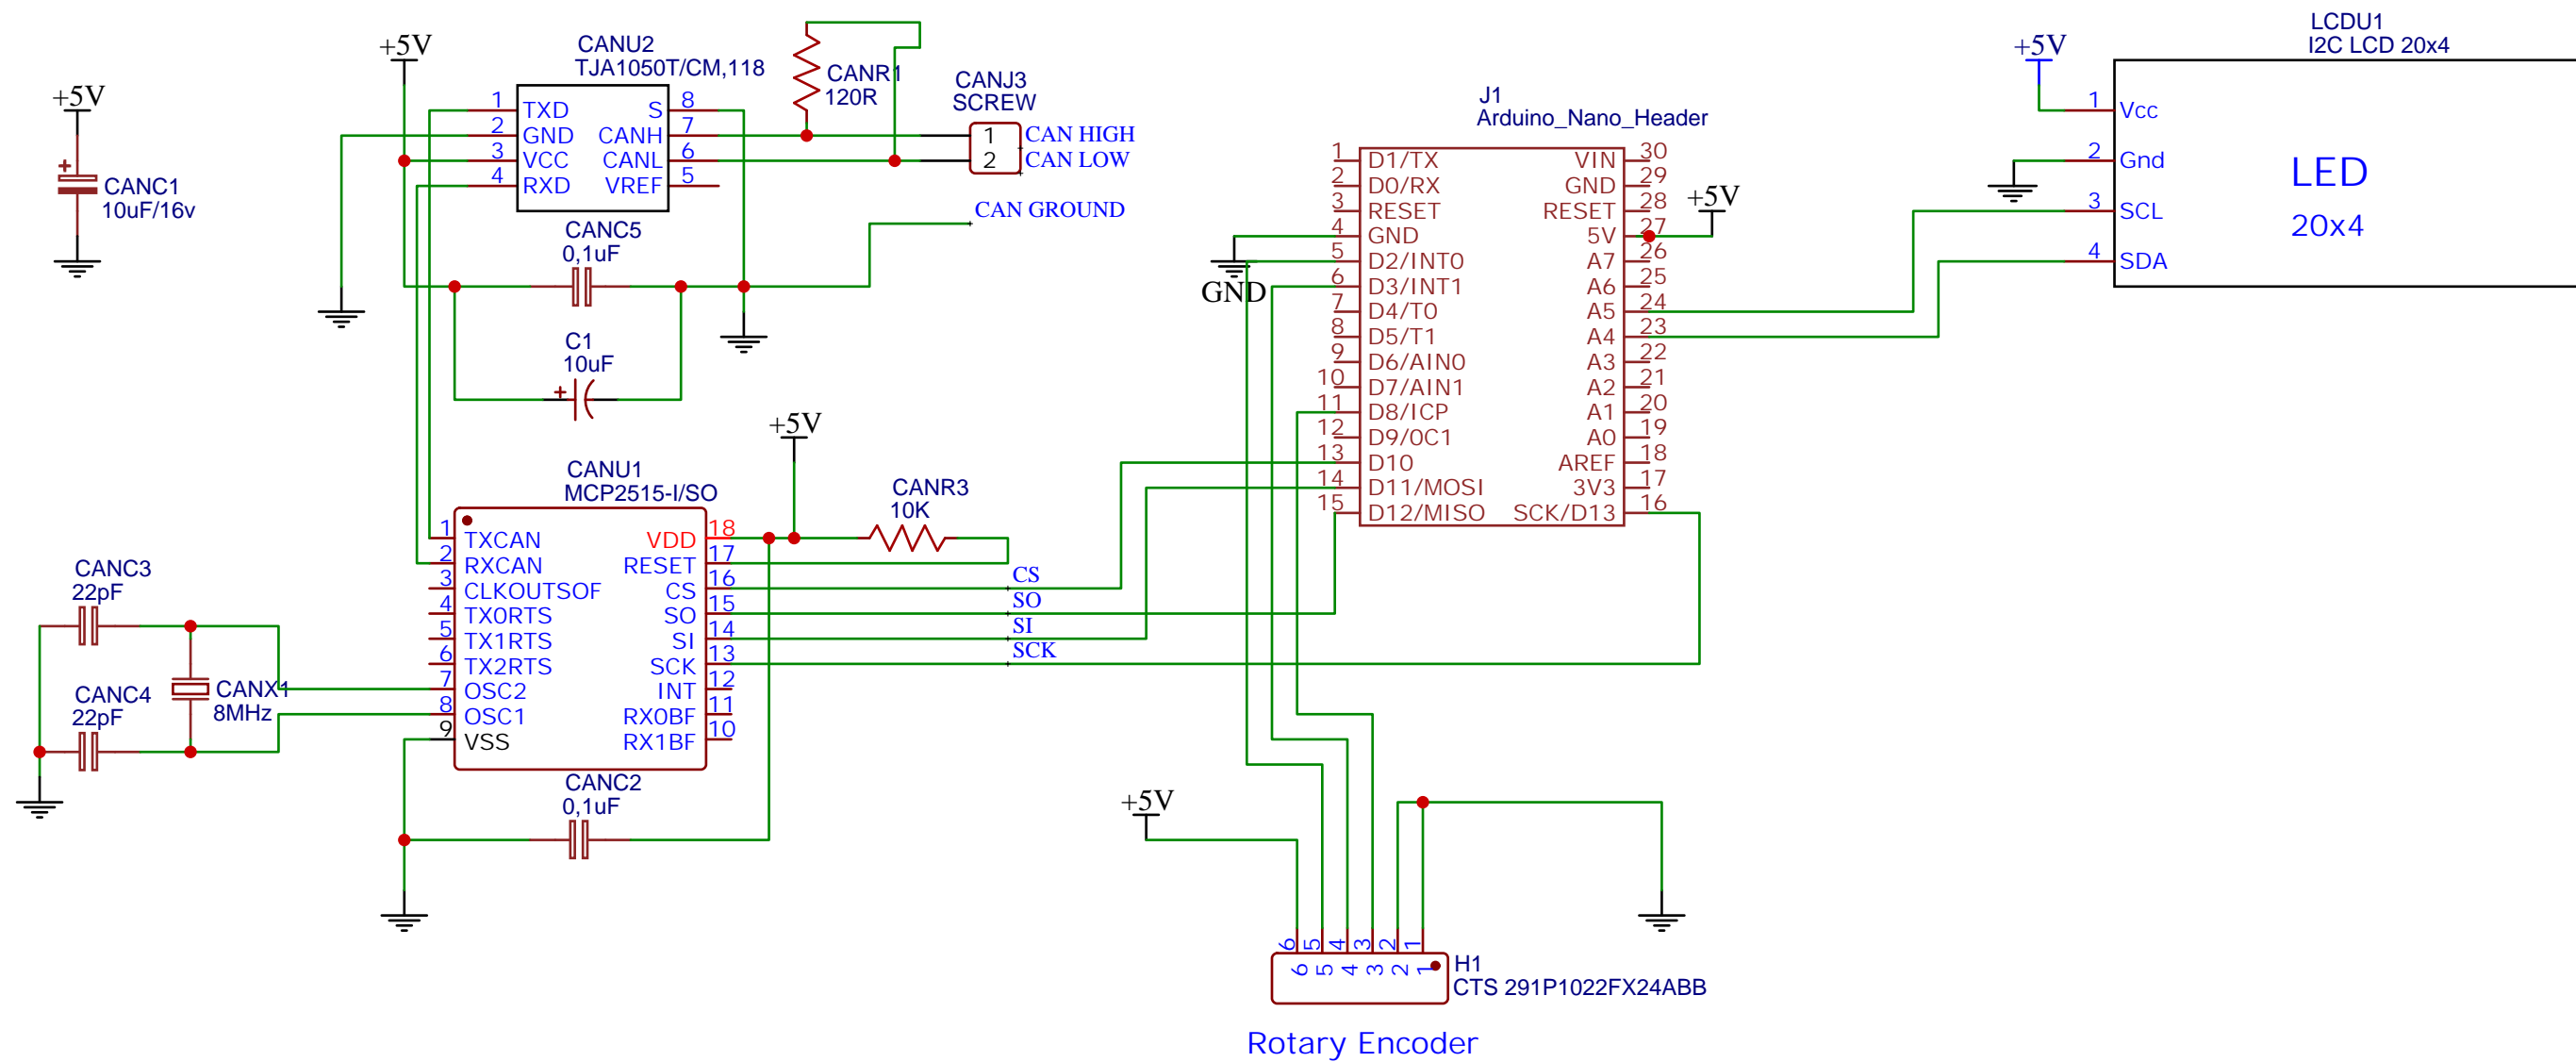 +5V
CANC1
10uF/16v
+5V
CANU2
TJA1050T/CM,118
1 TXD
2 GND
3 VCC
4 RXD
S 8
CANH 7
CANL 6
VREF 5
CANR1
120R
CANJ3
SCREW
1 CAN HIGH
2 CAN LOW
CAN GROUND
CANC5
0,1uF
C1
10uF
+5V
CANU1
MCP2515-I/SO
1 TXCAN
2 RXCAN
3 CLKOUTSOF
4 TX0RTS
5 TX1RTS
6 TX2RTS
7 OSC2
8 OSC1
9 VSS
VDD 18
RESET 17
CS 16
SO 15
SI 14
SCK 13
INT 12
RX0BF 11
RX1BF 10
CANR3
10K
CS
SO
SI
SCK
CANC3
22pF
CANC4
22pF
CANX1
8MHz
CANC2
0,1uF
J1
Arduino_Nano_Header
1 D1/TX
2 D0/RX
3 RESET
4 GND
5 D2/INT0
6 D3/INT1
7 D4/T0
8 D5/T1
9 D6/AIN0
10 D7/AIN1
11 D8/ICP
12 D9/0C1
13 D10
14 D11/MOSI
15 D12/MISO
VIN 30
GND 29
RESET 28
5V 27
A7 26
A6 25
A5 24
A4 23
A3 22
A2 21
A1 20
A0 19
AREF 18
3V3 17
SCK/D13 16
GND
+5V
+5V
LCDU1
I2C LCD 20x4
1 Vcc
2 Gnd
3 SCL
4 SDA
LED
20x4
+5V
6 5 4 3 2 1
6 5 4 3 2 1
H1
CTS 291P1022FX24ABB
Rotary Encoder